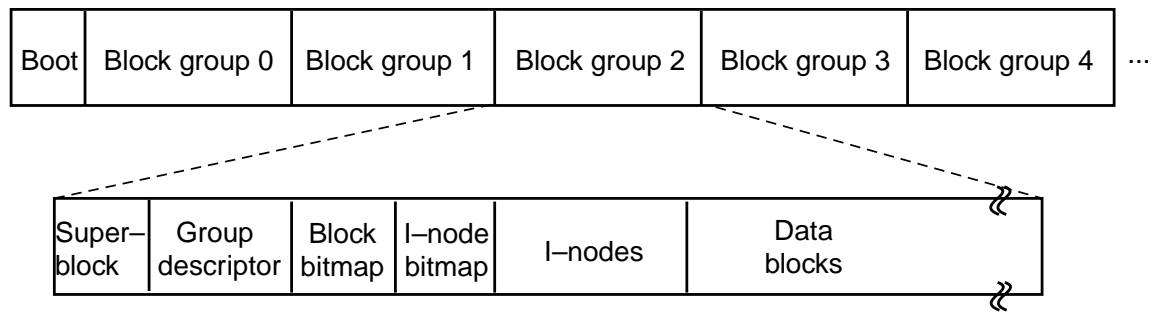 Boot Block group 0 Block group 1 Block group 2 Block group 3 Block group 4 ...
Super–
block
Group
descriptor
Block
bitmap
I–node
bitmap
I–nodes
Data
blocks